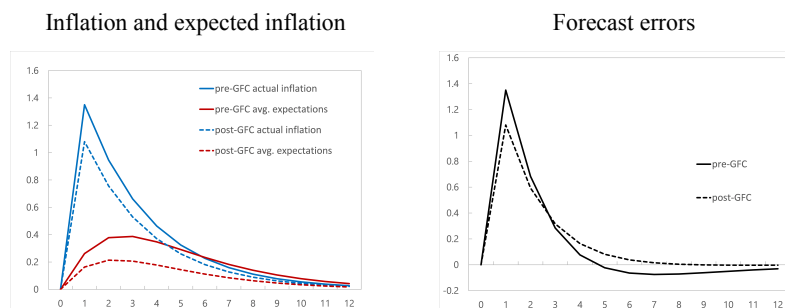 Inflation and expected inflation
1.6
1.4
1.2
1
0.8
0.6
0.4
0.2
0
0 1 2 3 4 5 6 7 8 9 10 11 12
pre-GFC actual inflation
pre-GFC avg. expectations
post-GFC actual inflation
post-GFC avg. expectations
Forecast errors
1.6
1.4
1.2
1
0.8
0.6
0.4
0.2
0
-0.2
0 1 2 3 4 5 6 7 8 9 10 11 12
pre-GFC
post-GFC